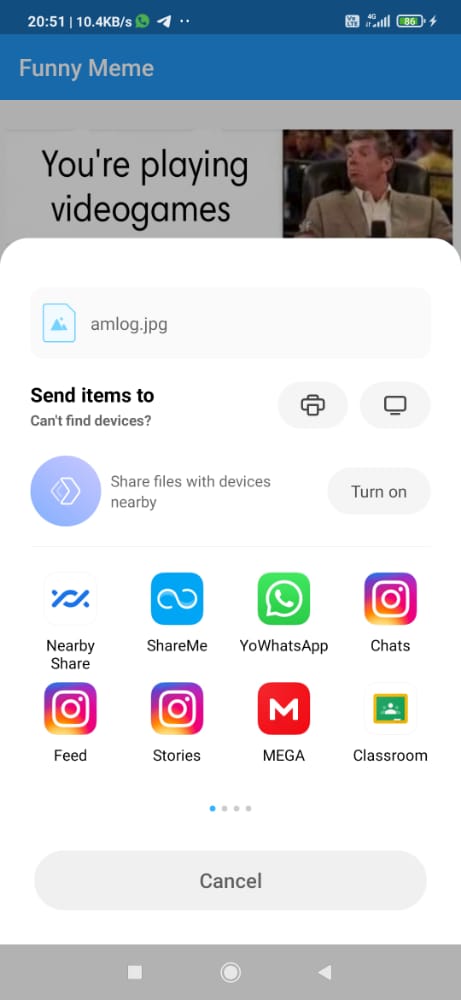 20:51 | 10.4KB/s
4G
86
Funny Meme
You're playing
videogames
amlog.jpg
Send items to
Can't find devices?
Share files with devices
nearby
Turn on
Nearby
Share
ShareMe
YoWhatsApp
Chats
Feed
Stories
MEGA
Classroom
Cancel